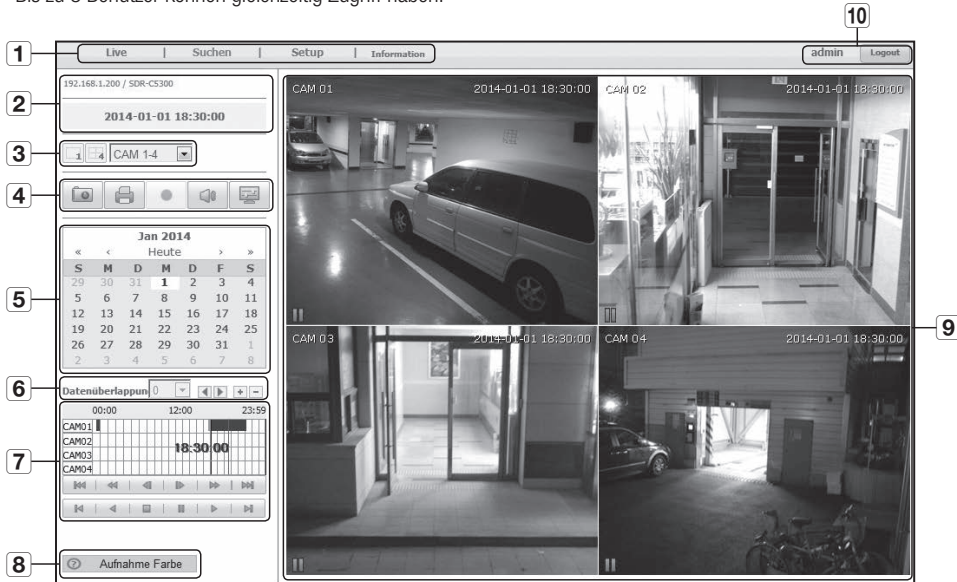 Bis zu 3 Benutzer können gleichzeitig Zugriff haben.
10
1
Live | Suchen | Setup | Information
admin Logout
2
192.168.1.200 / SDR-C5300
2014-01-01 18:30:00
3
1 4 CAM 1-4
4
5
Jan 2014
« ‹ Heute › »
S M D M D F S
29 30 31 1 2 3 4
5 6 7 8 9 10 11
12 13 14 15 16 17 18
19 20 21 22 23 24 25
26 27 28 29 30 31 1
2 3 4 5 6 7 8
6
Datenüberlappun 0
7
00:00 12:00 23:59
CAM01
CAM02
CAM03
CAM04
18:30:00
8
? Aufnahme Farbe
CAM 01 2014-01-01 18:30:00
CAM 02 2014-01-01 18:30:00
CAM 03 2014-01-01 18:30:00
CAM 04 2014-01-01 18:30:00
9